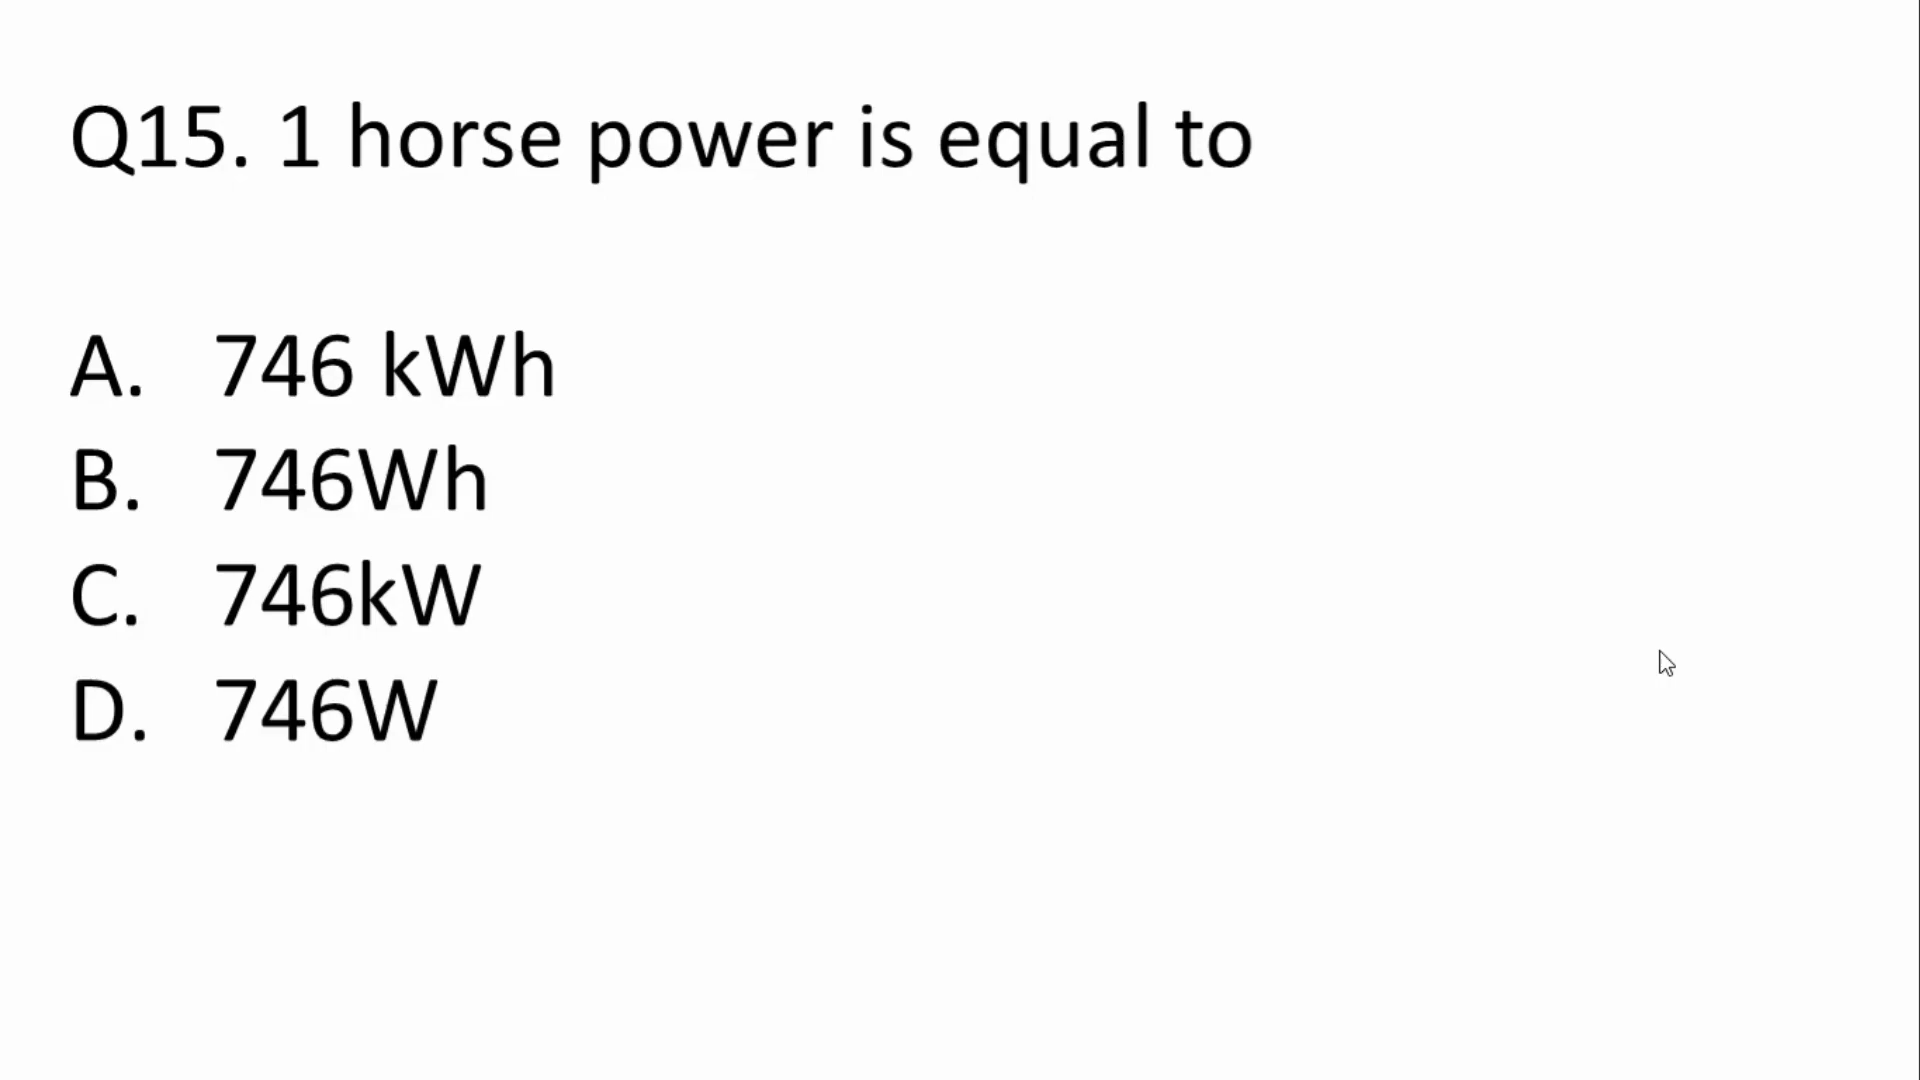 Q15. 1 horse power is equal to
A. 746 kWh
B. 746Wh
C. 746kW
D. 746W